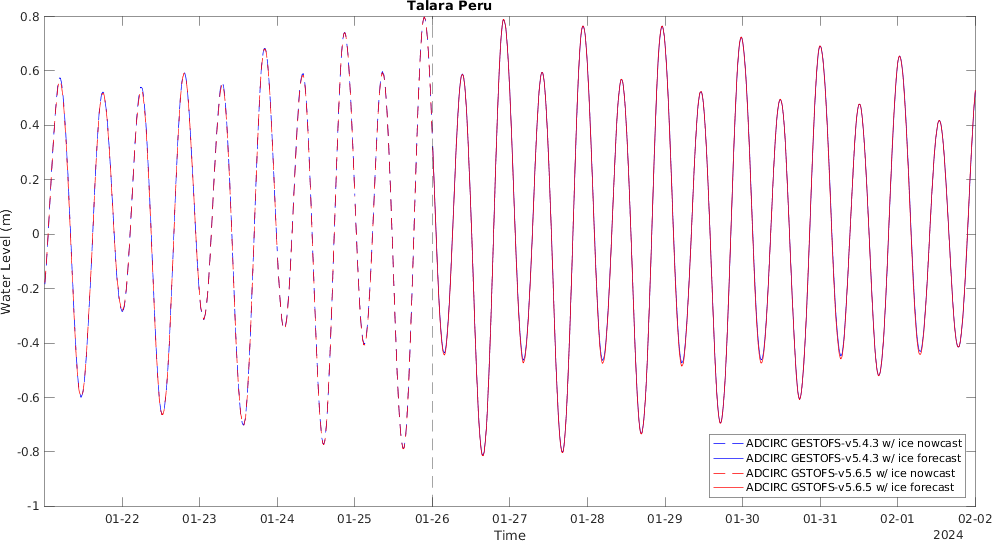 Talara Peru
Water Level (m)
0.8
0.6
0.4
0.2
0
-0.2
-0.4
-0.6
-0.8
-1
ADCIRC GESTOFS-v5.4.3 w/ ice nowcast
ADCIRC GESTOFS-v5.4.3 w/ ice forecast
ADCIRC GSTOFS-v5.6.5 w/ ice nowcast
ADCIRC GSTOFS-v5.6.5 w/ ice forecast
01-22 01-23 01-24 01-25 01-26 01-27 01-28 01-29 01-30 01-31 02-01 02-02
Time 2024